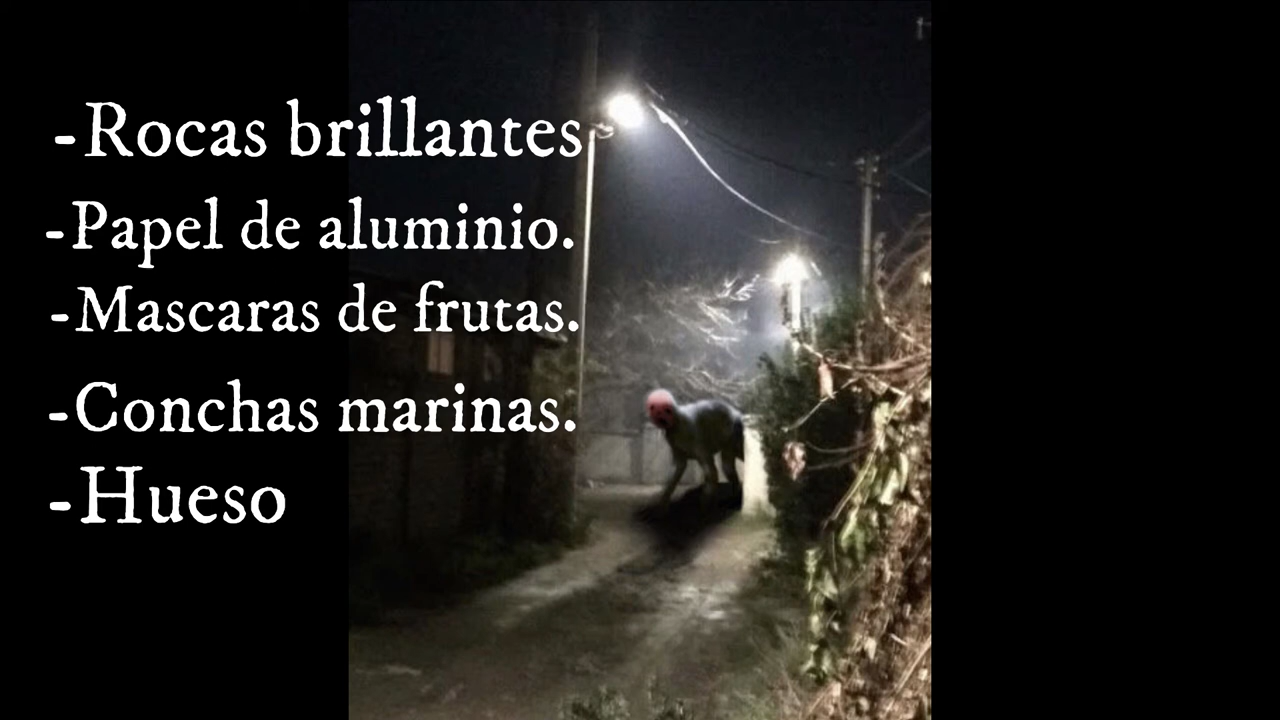 -Rocas brillantes
-Papel de aluminio.
-Mascaras de frutas.
-Conchas marinas.
-Hueso